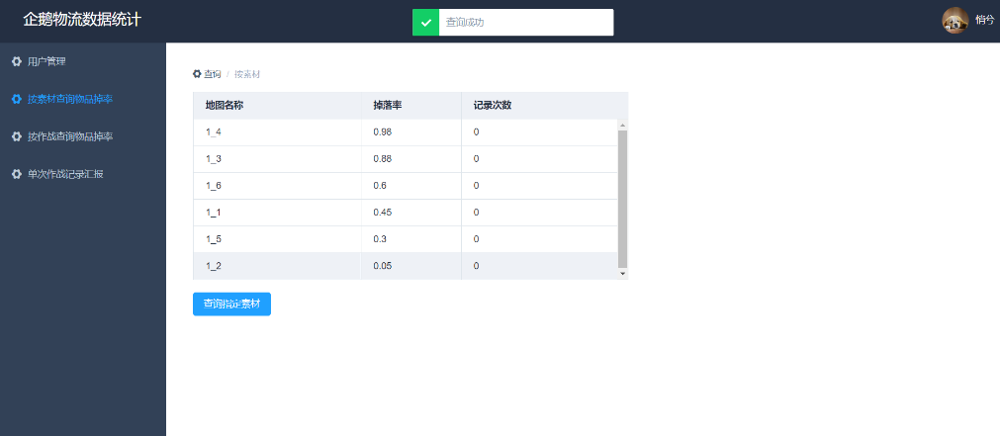 企鹅物流数据统计
查询成功
悄兮
用户管理
按素材查询物品掉率
按作战查询物品掉率
单次作战记录汇报
查询 / 按素材
地图名称 掉落率 记录次数
1_4 0.98 0
1_3 0.88 0
1_6 0.6 0
1_1 0.45 0
1_5 0.3 0
1_2 0.05 0
查询指定素材